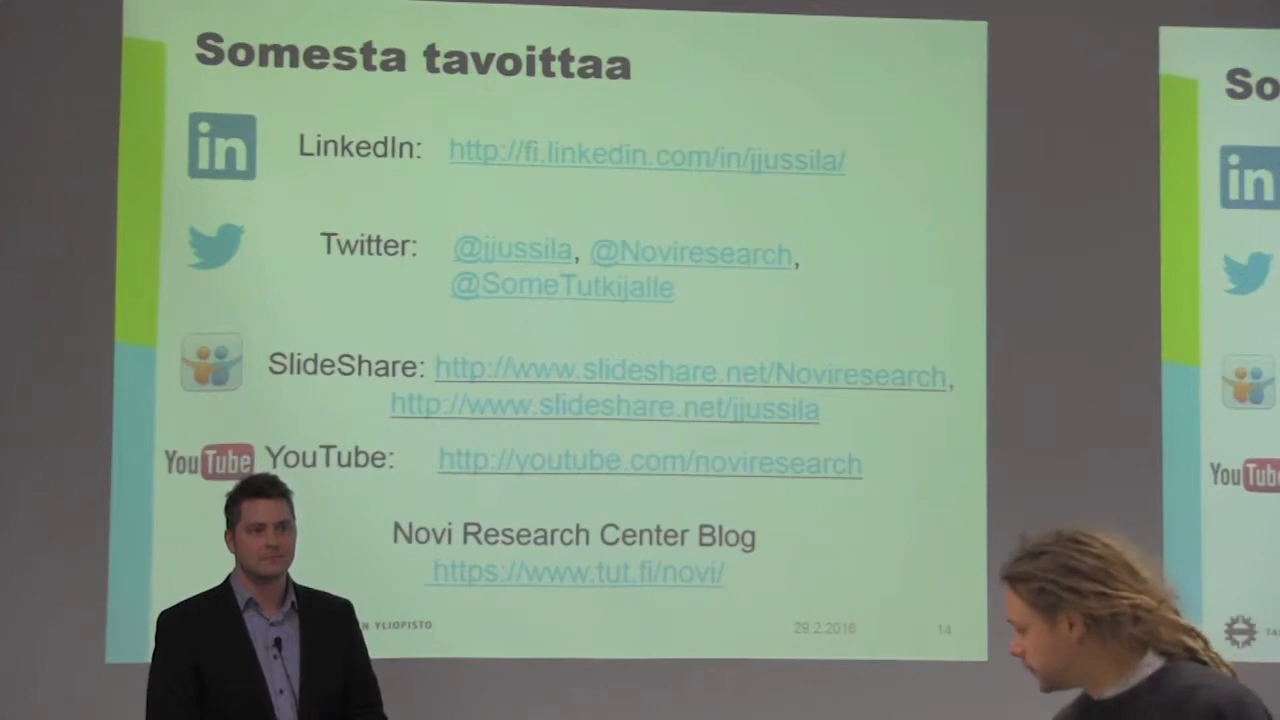 Somesta tavoittaa
in LinkedIn: http://fi.linkedin.com/in/jjussila/
Twitter: @jjussila, @Noviresearch,
@SomeTutkijalle
SlideShare: http://www.slideshare.net/Noviresearch,
http://www.slideshare.net/jjussila
YouTube YouTube: http://youtube.com/noviresearch
Novi Research Center Blog
https://www.tut.fi/novi/
N YLIOPISTO 29.2.2016 14
So
in
YouTub